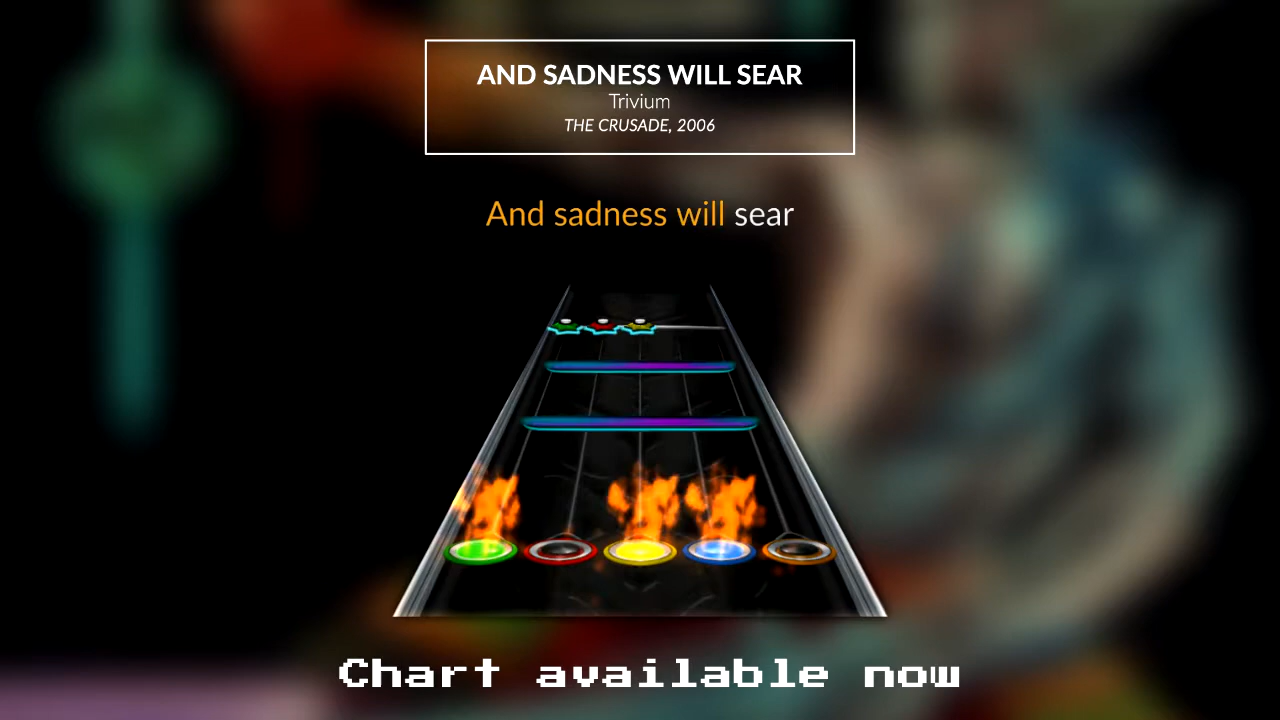 AND SADNESS WILL SEAR
Trivium
THE CRUSADE, 2006
And sadness will sear
Chart available now